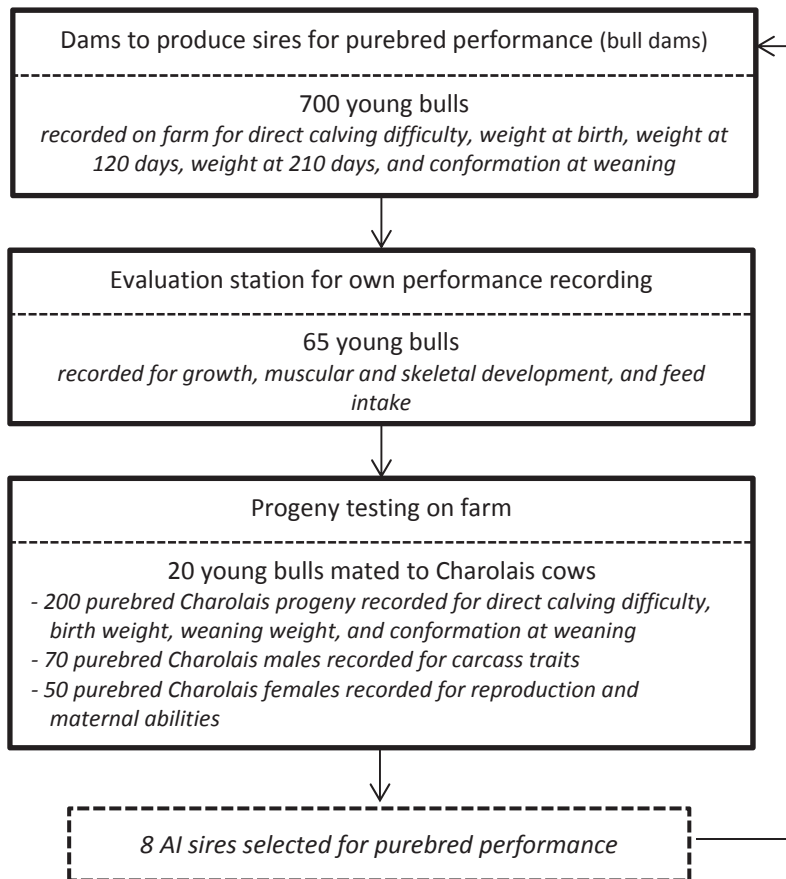 Dams to produce sires for purebred performance (bull dams)
700 young bulls
recorded on farm for direct calving difficulty, weight at birth, weight at
120 days, weight at 210 days, and conformation at weaning
Evaluation station for own performance recording
65 young bulls
recorded for growth, muscular and skeletal development, and feed
intake
Progeny testing on farm
20 young bulls mated to Charolais cows
- 200 purebred Charolais progeny recorded for direct calving difficulty,
birth weight, weaning weight, and conformation at weaning
- 70 purebred Charolais males recorded for carcass traits
- 50 purebred Charolais females recorded for reproduction and
maternal abilities
8 AI sires selected for purebred performance